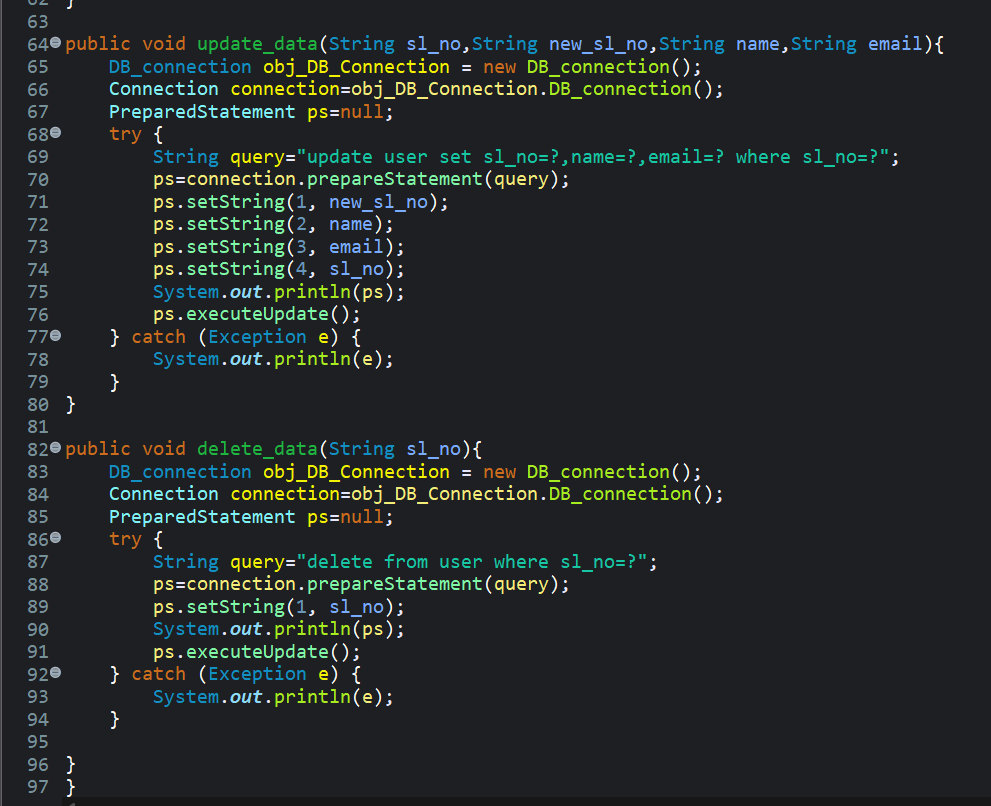 62 }
63
64 public void update_data(String sl_no,String new_sl_no,String name,String email){
65     DB_connection obj_DB_Connection = new DB_connection();
66     Connection connection=obj_DB_Connection.DB_connection();
67     PreparedStatement ps=null;
68     try {
69         String query="update user set sl_no=?,name=?,email=? where sl_no=?";
70         ps=connection.prepareStatement(query);
71         ps.setString(1, new_sl_no);
72         ps.setString(2, name);
73         ps.setString(3, email);
74         ps.setString(4, sl_no);
75         System.out.println(ps);
76         ps.executeUpdate();
77     } catch (Exception e) {
78         System.out.println(e);
79     }
80 }
81
82 public void delete_data(String sl_no){
83     DB_connection obj_DB_Connection = new DB_connection();
84     Connection connection=obj_DB_Connection.DB_connection();
85     PreparedStatement ps=null;
86     try {
87         String query="delete from user where sl_no=?";
88         ps=connection.prepareStatement(query);
89         ps.setString(1, sl_no);
90         System.out.println(ps);
91         ps.executeUpdate();
92     } catch (Exception e) {
93         System.out.println(e);
94     }
95
96 }
97 }